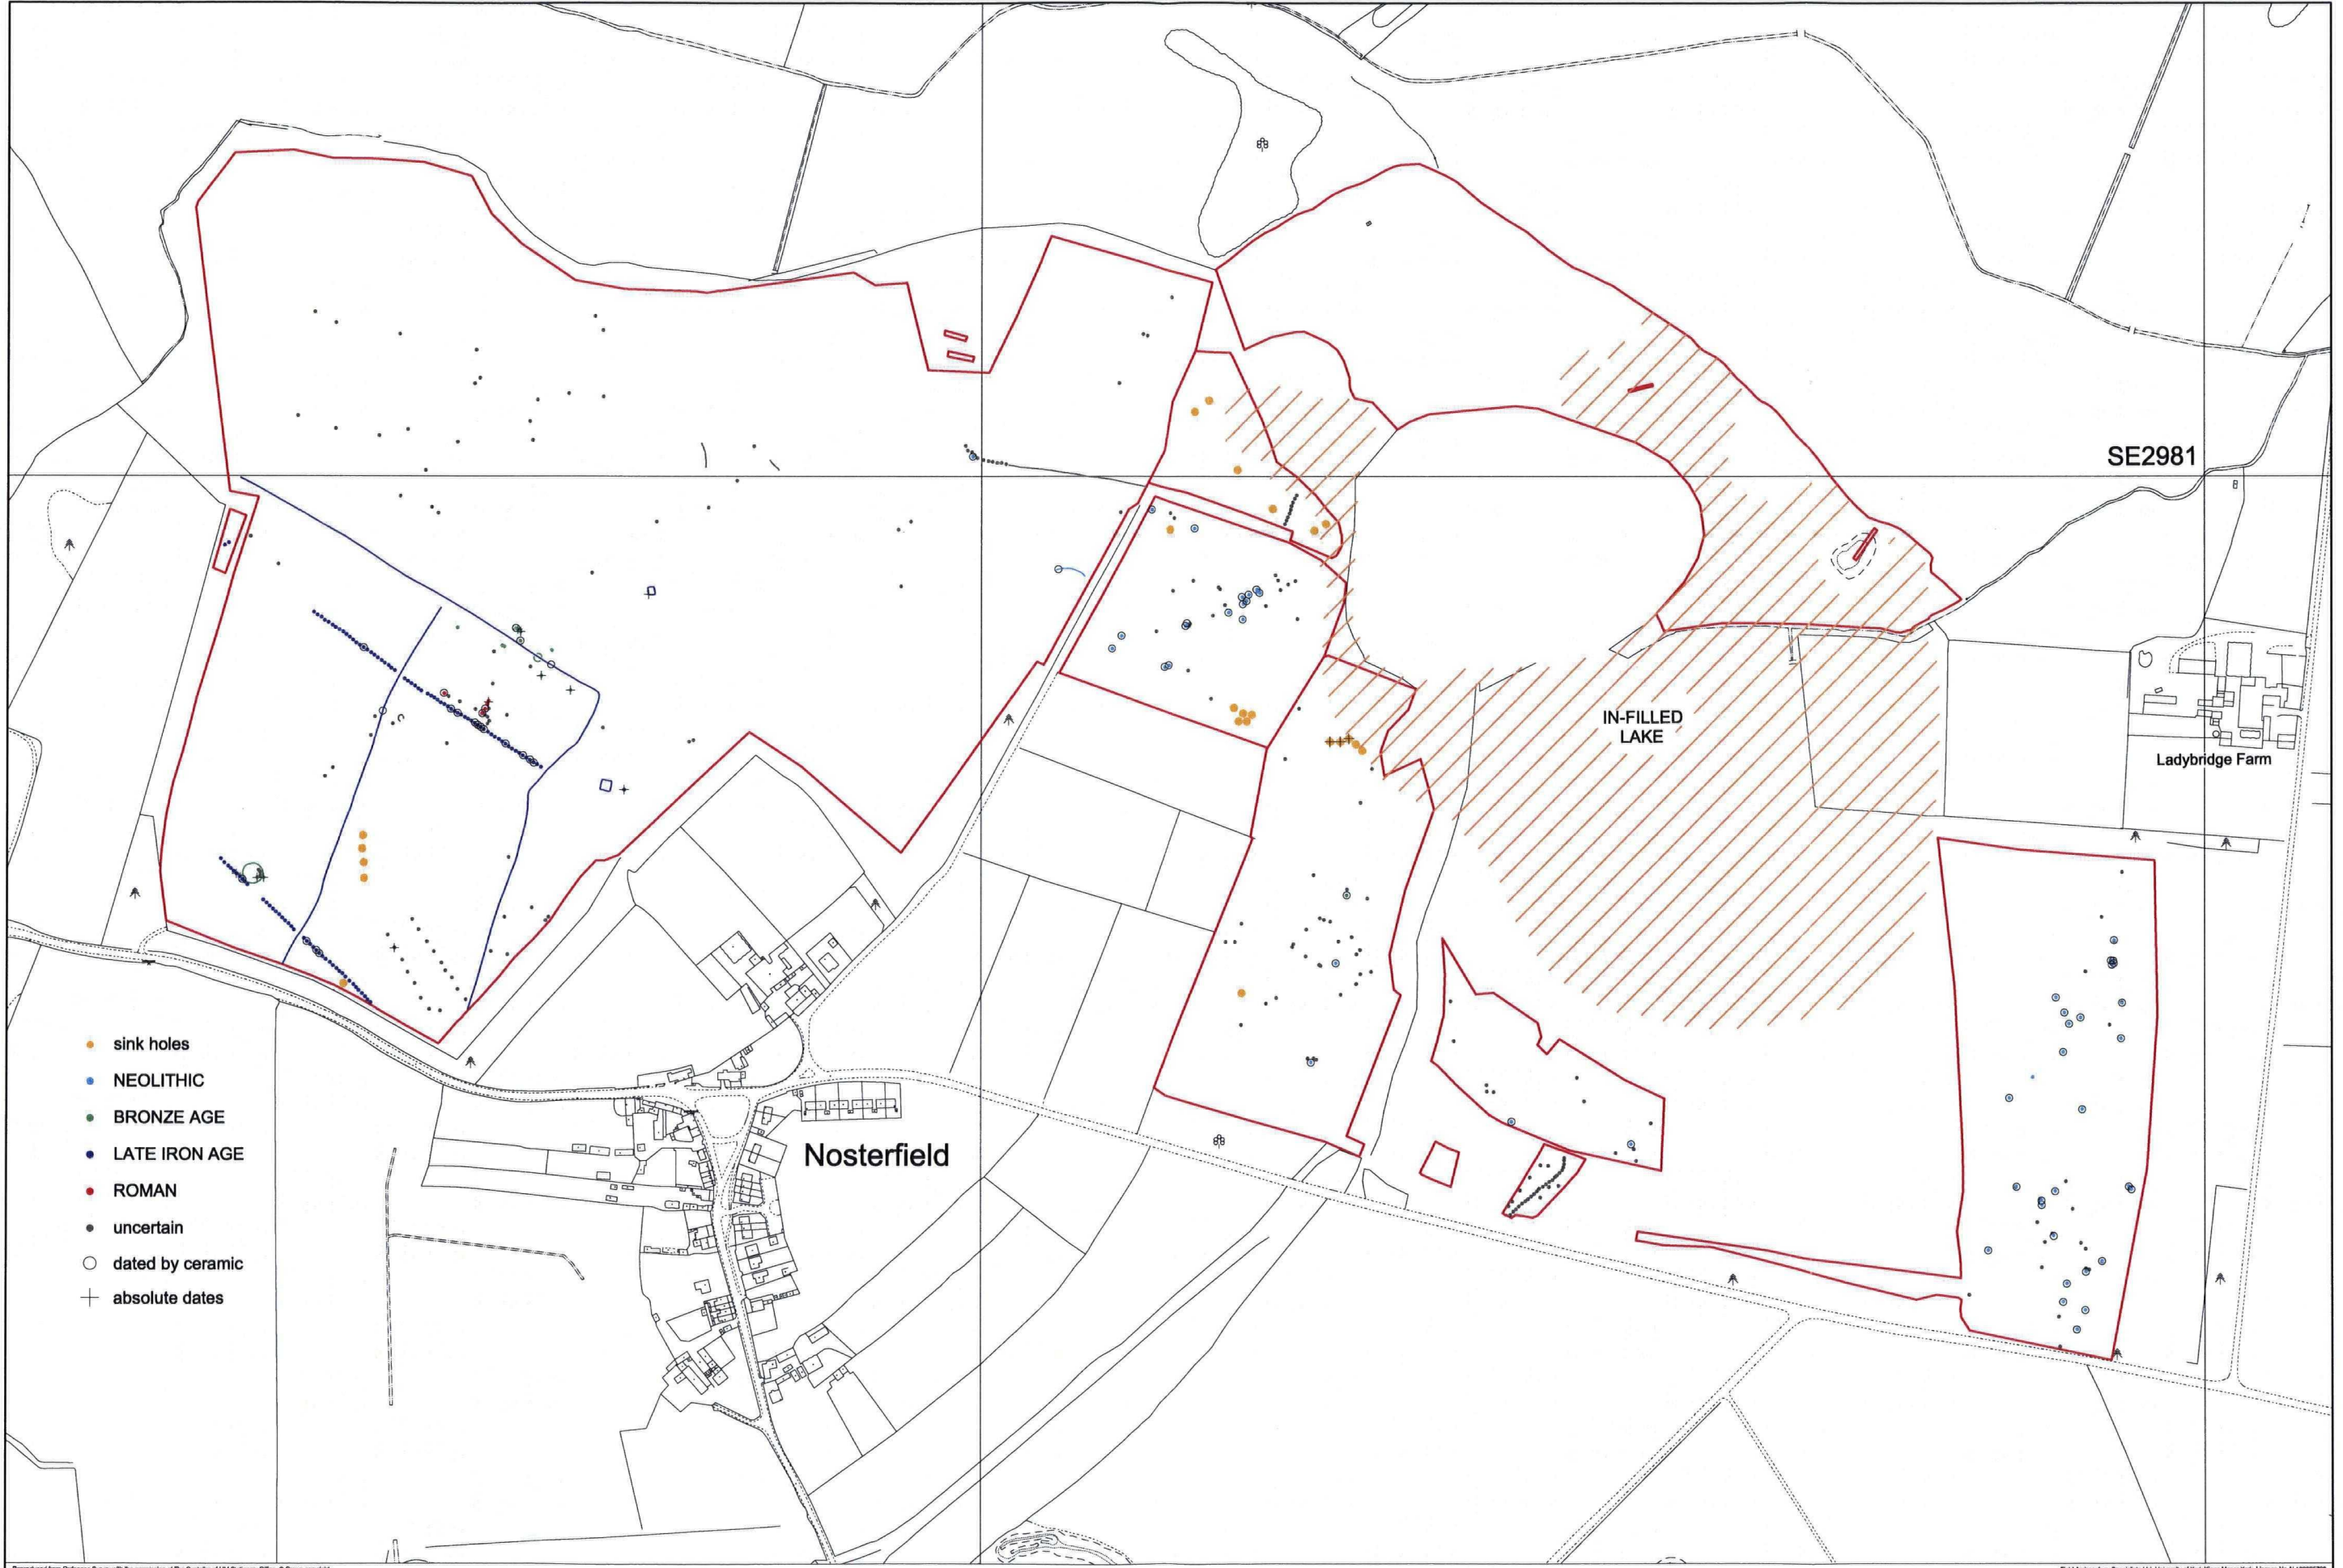 SE2981
IN-FILLED
LAKE
Ladybridge Farm
sink holes
NEOLITHIC
BRONZE AGE
LATE IRON AGE
ROMAN
uncertain
dated by ceramic
absolute dates
Nosterfield